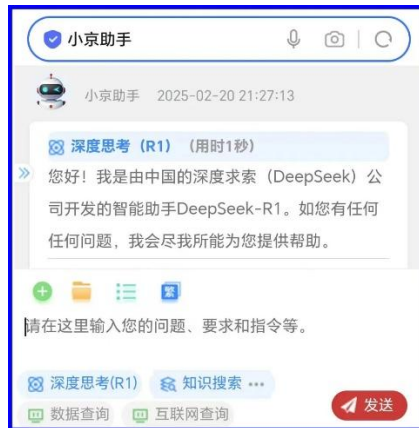 小京助手
小京助手 2025-02-20 21:27:13
深度思考（R1）（用时1秒）
您好！我是由中国的深度求索（DeepSeek）公
司开发的智能助手DeepSeek-R1。如您有任何
任何问题，我会尽我所能为您提供帮助。
繁
请在这里输入您的问题、要求和指令等。
深度思考(R1) 知识搜索 •••
数据查询 互联网查询 发送